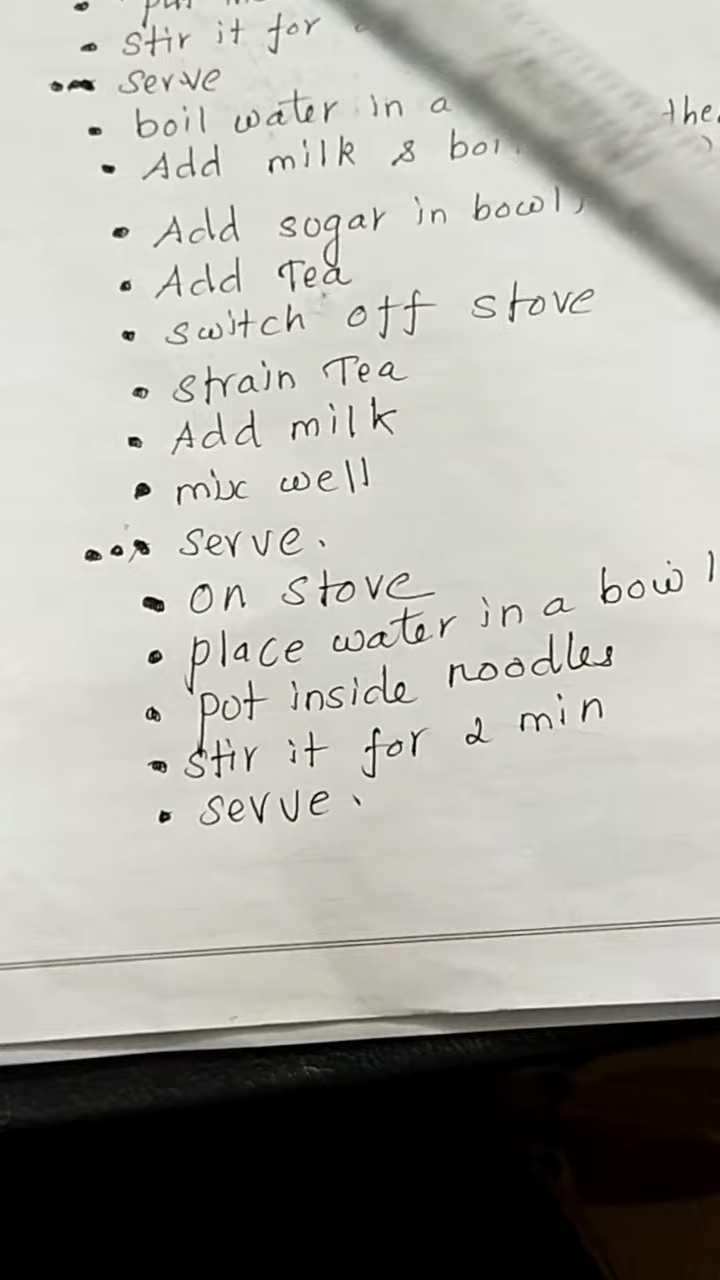 stir it for
serve
boil water in a the
Add milk &
Add sogar in bowl,
Add Tea
switch off stove
strain Tea
Add milk
mix well
serve.
on stove
place water in a bowl
pot inside noodles
stir it for 2 min
serve.